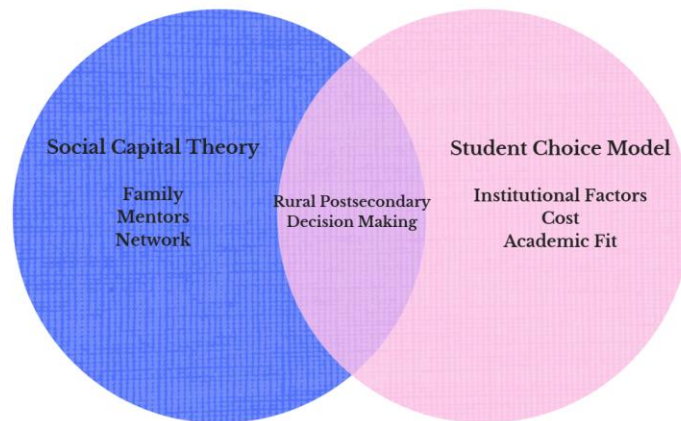 Social Capital Theory
Family
Mentors
Network
Rural Postsecondary
Decision Making
Student Choice Model
Institutional Factors
Cost
Academic Fit